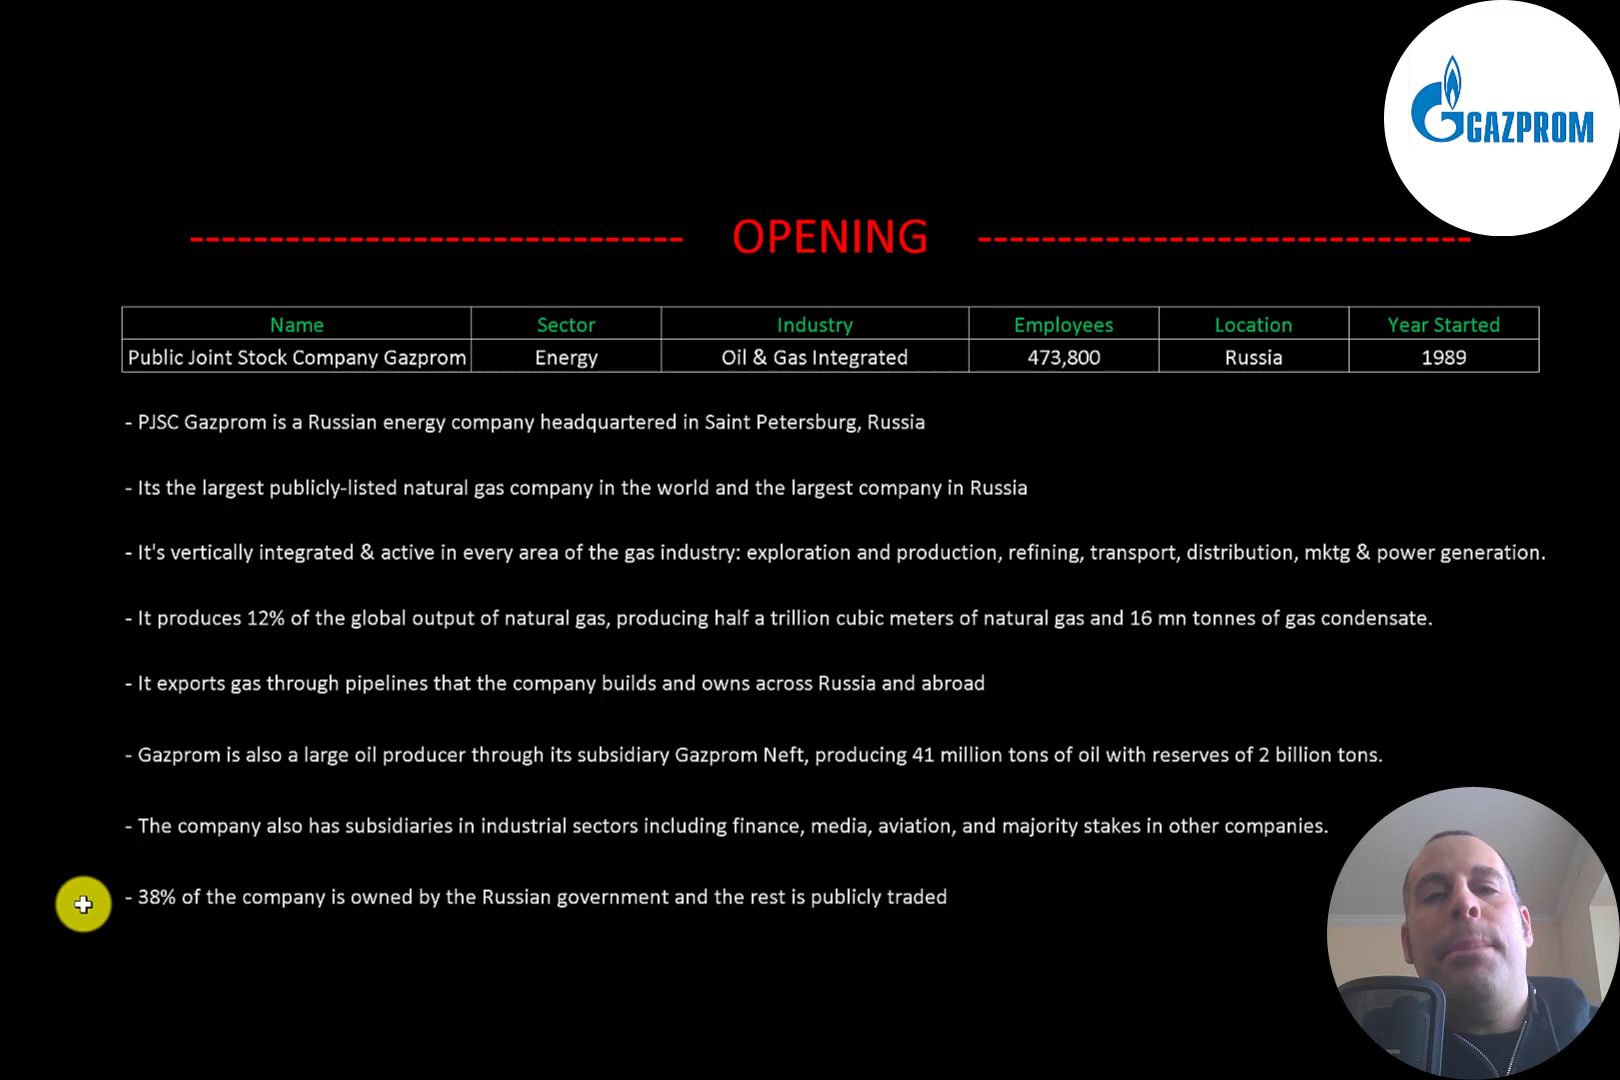 GAZPROM
------------------------------- OPENING -------------------------------
Name Sector Industry Employees Location Year Started
Public Joint Stock Company Gazprom Energy Oil & Gas Integrated 473,800 Russia 1989
- PJSC Gazprom is a Russian energy company headquartered in Saint Petersburg, Russia
- Its the largest publicly-listed natural gas company in the world and the largest company in Russia
- It's vertically integrated & active in every area of the gas industry: exploration and production, refining, transport, distribution, mktg & power generation.
- It produces 12% of the global output of natural gas, producing half a trillion cubic meters of natural gas and 16 mn tonnes of gas condensate.
- It exports gas through pipelines that the company builds and owns across Russia and abroad
- Gazprom is also a large oil producer through its subsidiary Gazprom Neft, producing 41 million tons of oil with reserves of 2 billion tons.
- The company also has subsidiaries in industrial sectors including finance, media, aviation, and majority stakes in other companies.
- 38% of the company is owned by the Russian government and the rest is publicly traded